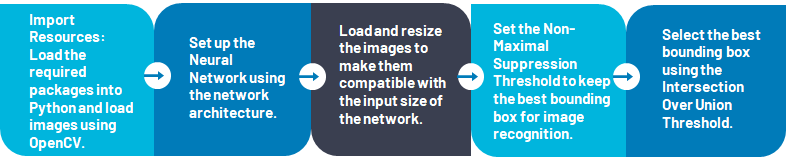 Import
Resources:
Load the
required
packages into
Python and load
images using
OpenCV.
Set up the
Neural
Network using
the network
architecture.
Load and resize
the images to
make them
compatible with
the input size of
the network.
Set the Non-
Maximal
Suppression
Threshold to keep
the best bounding
box for image
recognition.
Select the best
bounding box
using the
Intersection
Over Union
Threshold.